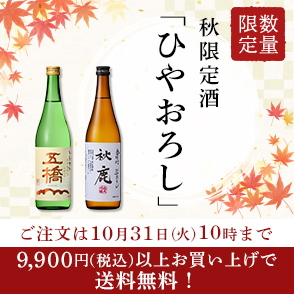 数量
限定
秋限定酒
「ひやおろし」
五橋
秋鹿
ご注文は10月31日(火)10時まで
9,900円(税込)以上お買い上げで
送料無料！